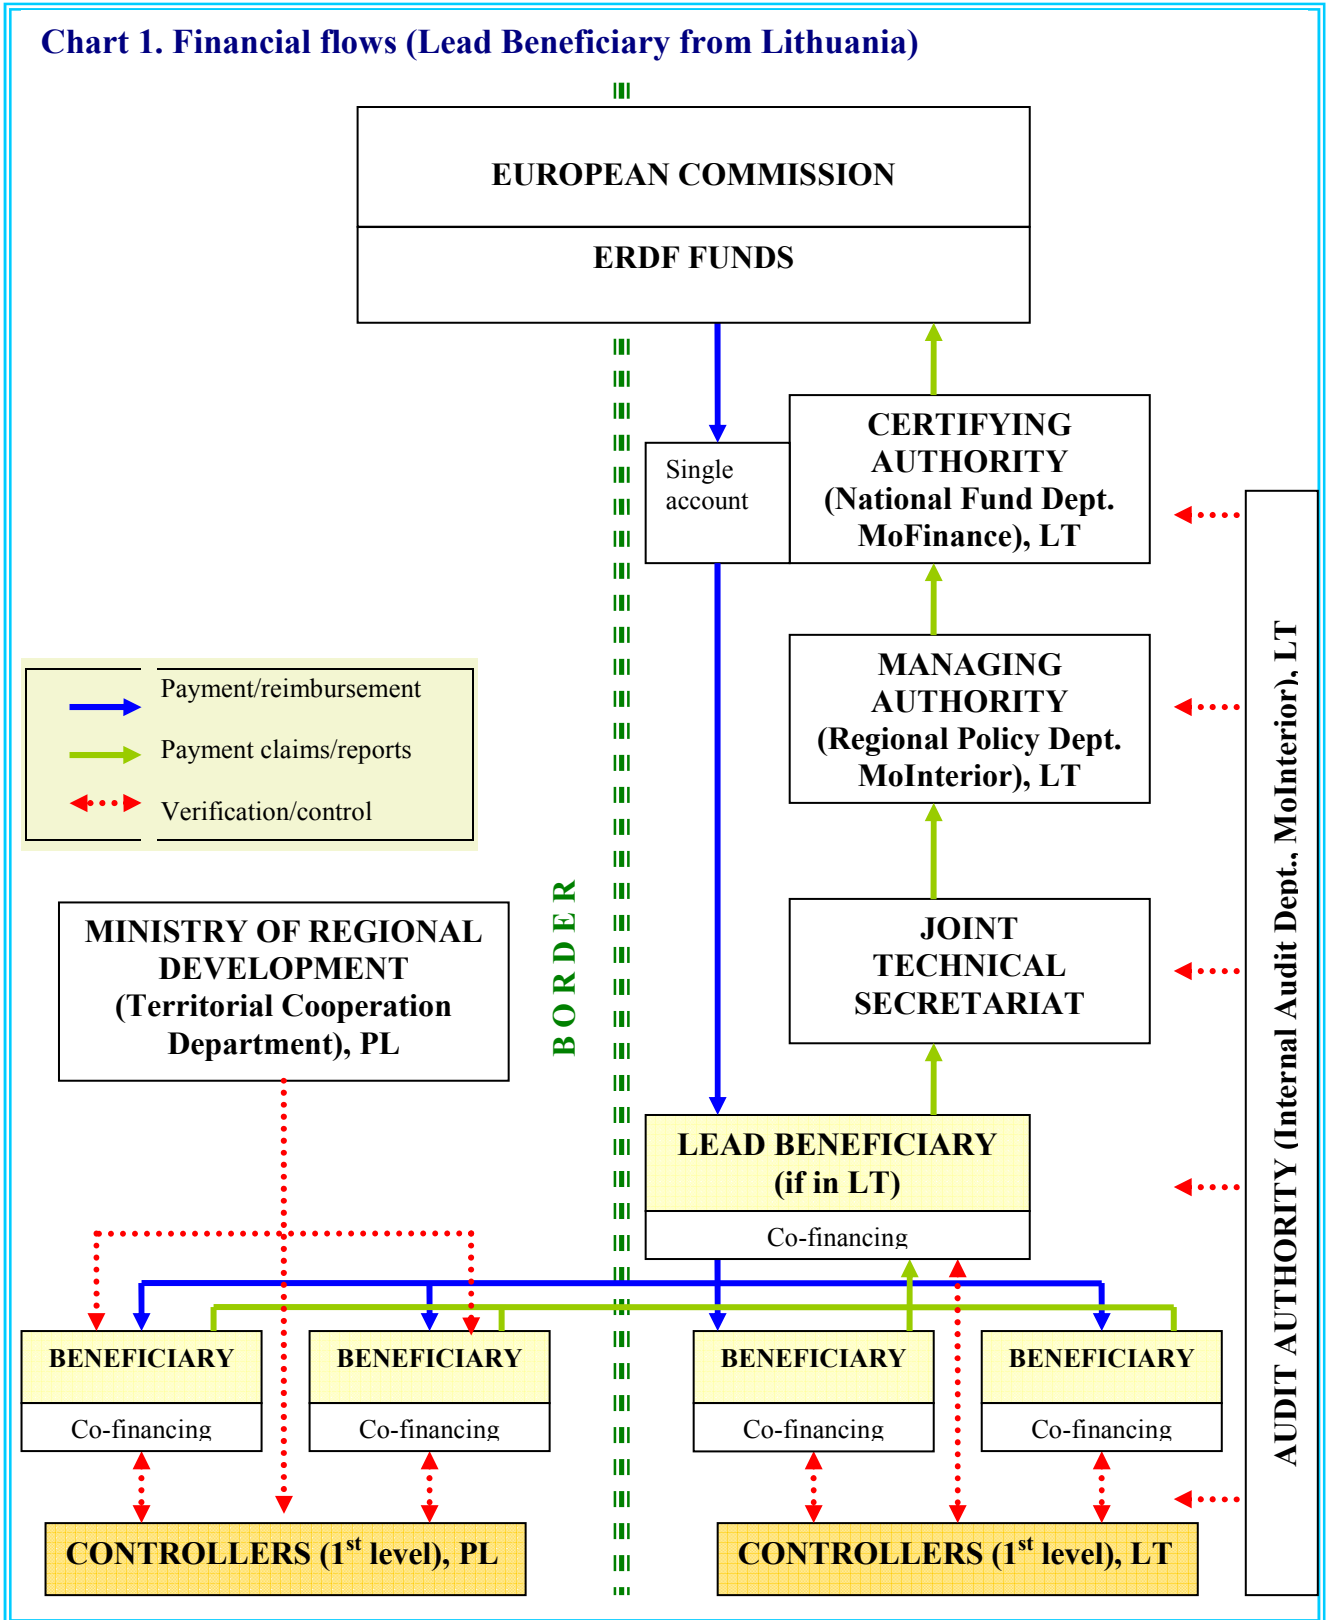 Chart 1. Financial flows (Lead Beneficiary from Lithuania)
EUROPEAN COMMISSION
ERDF FUNDS
CERTIFYING
AUTHORITY
(National Fund Dept.
MoFinance), LT
Single
account
MANAGING
AUTHORITY
(Regional Policy Dept.
MoInterior), LT
Payment/reimbursement
Payment claims/reports
Verification/control
JOINT
TECHNICAL
SECRETARIAT
MINISTRY OF REGIONAL
DEVELOPMENT
(Territorial Cooperation
Department), PL
BORDER
AUDIT AUTHORITY (Internal Audit Dept., MoInterior), LT
LEAD BENEFICIARY
(if in LT)
Co-financing
BENEFICIARY
Co-financing
BENEFICIARY
Co-financing
BENEFICIARY
Co-financing
BENEFICIARY
Co-financing
CONTROLLERS (1st level), PL
CONTROLLERS (1st level), LT